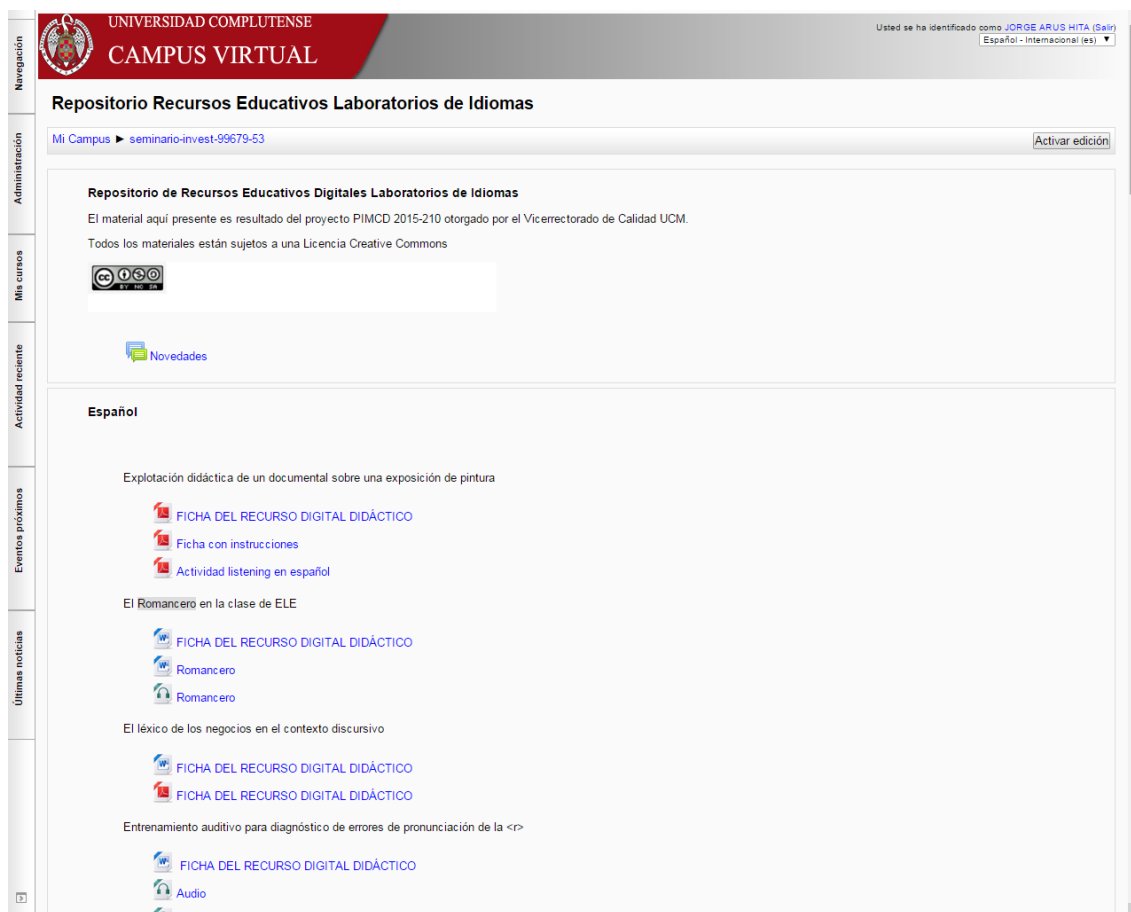 UNIVERSIDAD COMPLUTENSE
CAMPUS VIRTUAL
Usted se ha identificado como JORGE ARUS HITA (Salir)
Español - Internacional (es)
Navegación
Administración
Mis cursos
Actividad reciente
Eventos próximos
Últimas noticias
Repositorio Recursos Educativos Laboratorios de Idiomas
Mi Campus ► seminario-invest-99679-53
Activar edición
Repositorio de Recursos Educativos Digitales Laboratorios de Idiomas
El material aquí presente es resultado del proyecto PIMCD 2015-210 otorgado por el Vicerrectorado de Calidad UCM.
Todos los materiales están sujetos a una Licencia Creative Commons
cc
BY NC SA
Novedades
Español
Explotación didáctica de un documental sobre una exposición de pintura
FICHA DEL RECURSO DIGITAL DIDÁCTICO
Ficha con instrucciones
Actividad listening en español
El Romancero en la clase de ELE
FICHA DEL RECURSO DIGITAL DIDÁCTICO
Romancero
Romancero
El léxico de los negocios en el contexto discursivo
FICHA DEL RECURSO DIGITAL DIDÁCTICO
FICHA DEL RECURSO DIGITAL DIDÁCTICO
Entrenamiento auditivo para diagnóstico de errores de pronunciación de la <r>
FICHA DEL RECURSO DIGITAL DIDÁCTICO
Audio